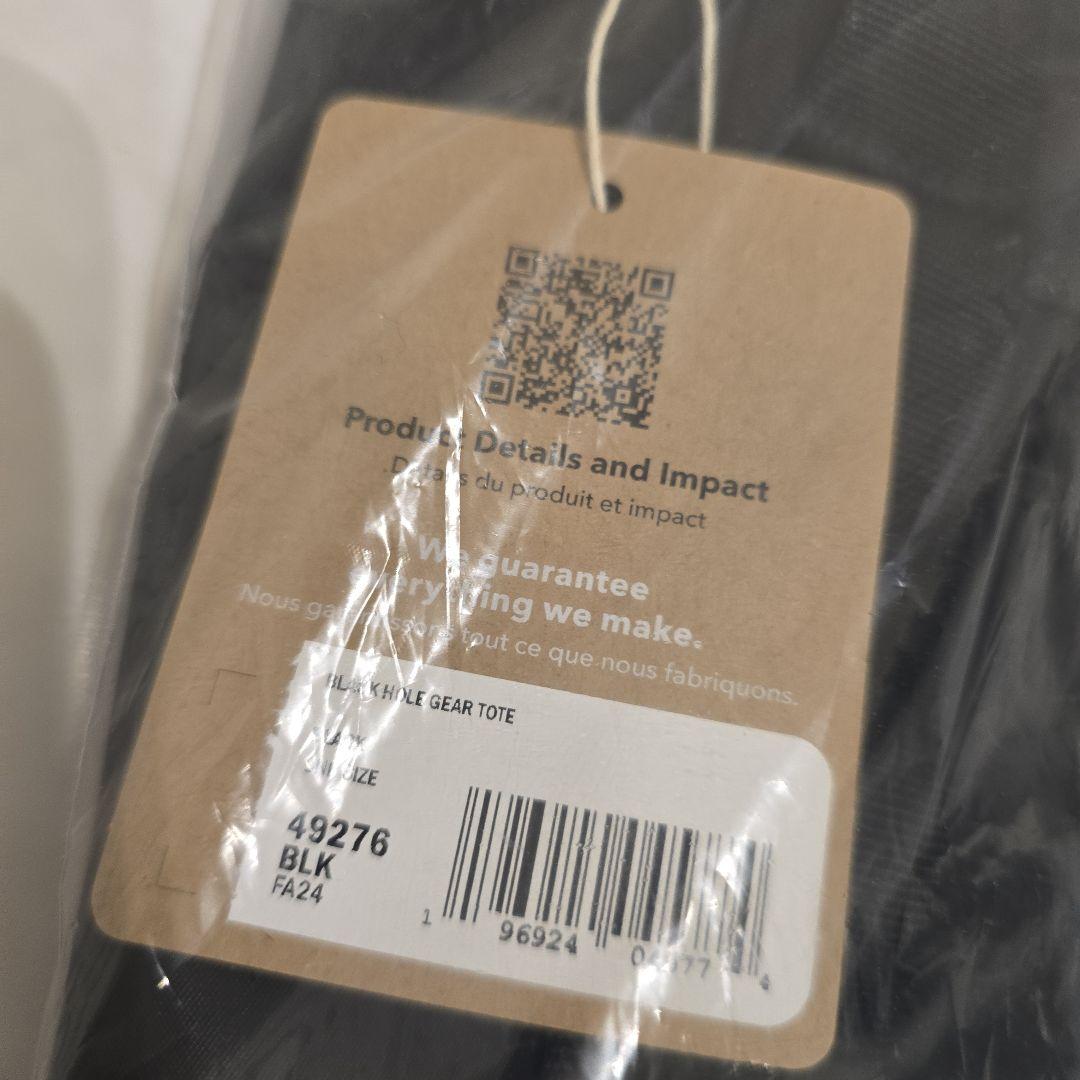 Product Details and Impact
Détails du produit et impact
We guarantee
everything we make.
Nous garantissons tout ce que nous fabriquons.
BLACK HOLE GEAR TOTE
BLACK
ONE SIZE
49276
BLK
FA24
1 96924 4